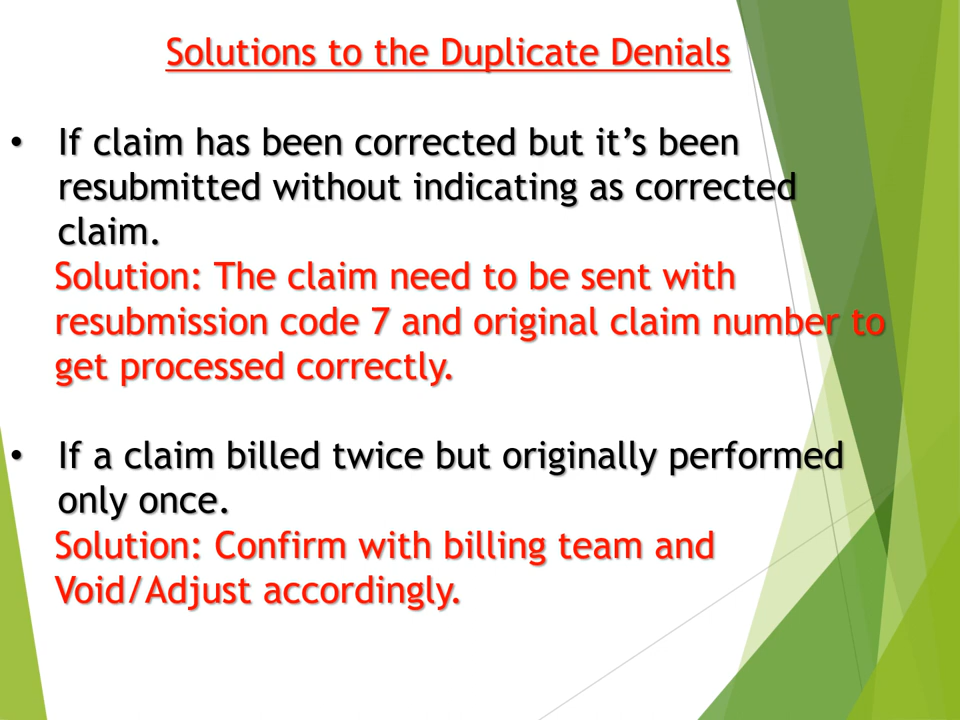 Solutions to the Duplicate Denials
• If claim has been corrected but it’s been
resubmitted without indicating as corrected
claim.
Solution: The claim need to be sent with
resubmission code 7 and original claim number to
get processed correctly.
• If a claim billed twice but originally performed
only once.
Solution: Confirm with billing team and
Void/Adjust accordingly.